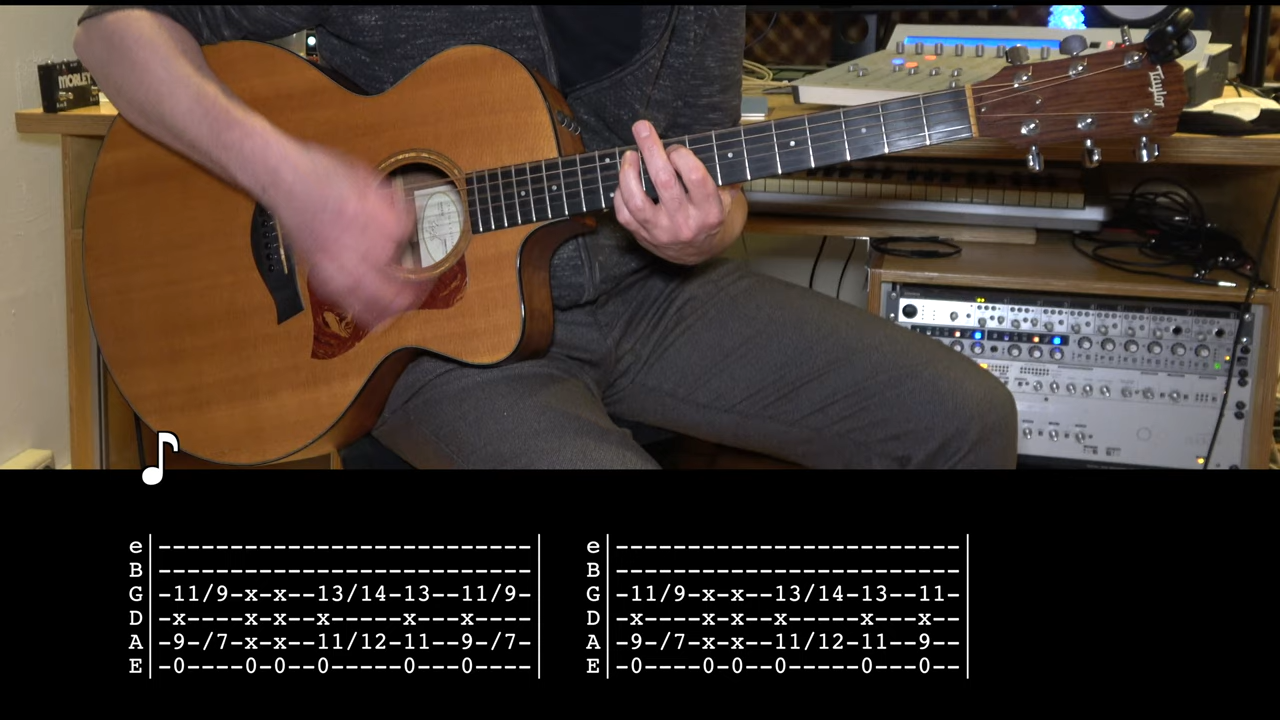 MORLEY
Taylor
e|--------------------------|
B|--------------------------|
G|-11/9-x-x--13/14-13--11/9-|
D|-x----x-x--x-----x---x----|
A|-9-/7-x-x--11/12-11--9-/7-|
E|-0----0-0--0-----0---0----|
e|------------------------|
B|------------------------|
G|-11/9-x-x--13/14-13--11-|
D|-x----x-x--x-----x---x--|
A|-9-/7-x-x--11/12-11--9--|
E|-0----0-0--0-----0---0--|